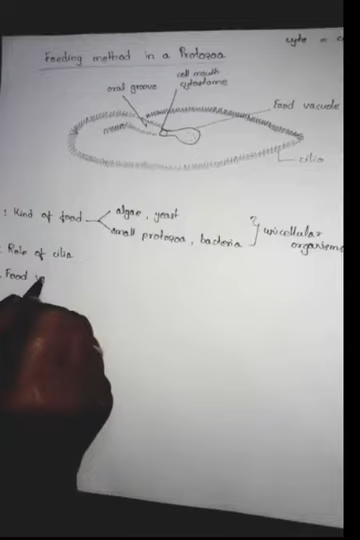 cyte = c
Feeding method in a Protozoa
cell mouth
cytostome
oral groove
food vacuole
cilia
Kind of food
algae, yeast
small protozoa, bacteria
unicellular
organisms
Role of cilia
Food